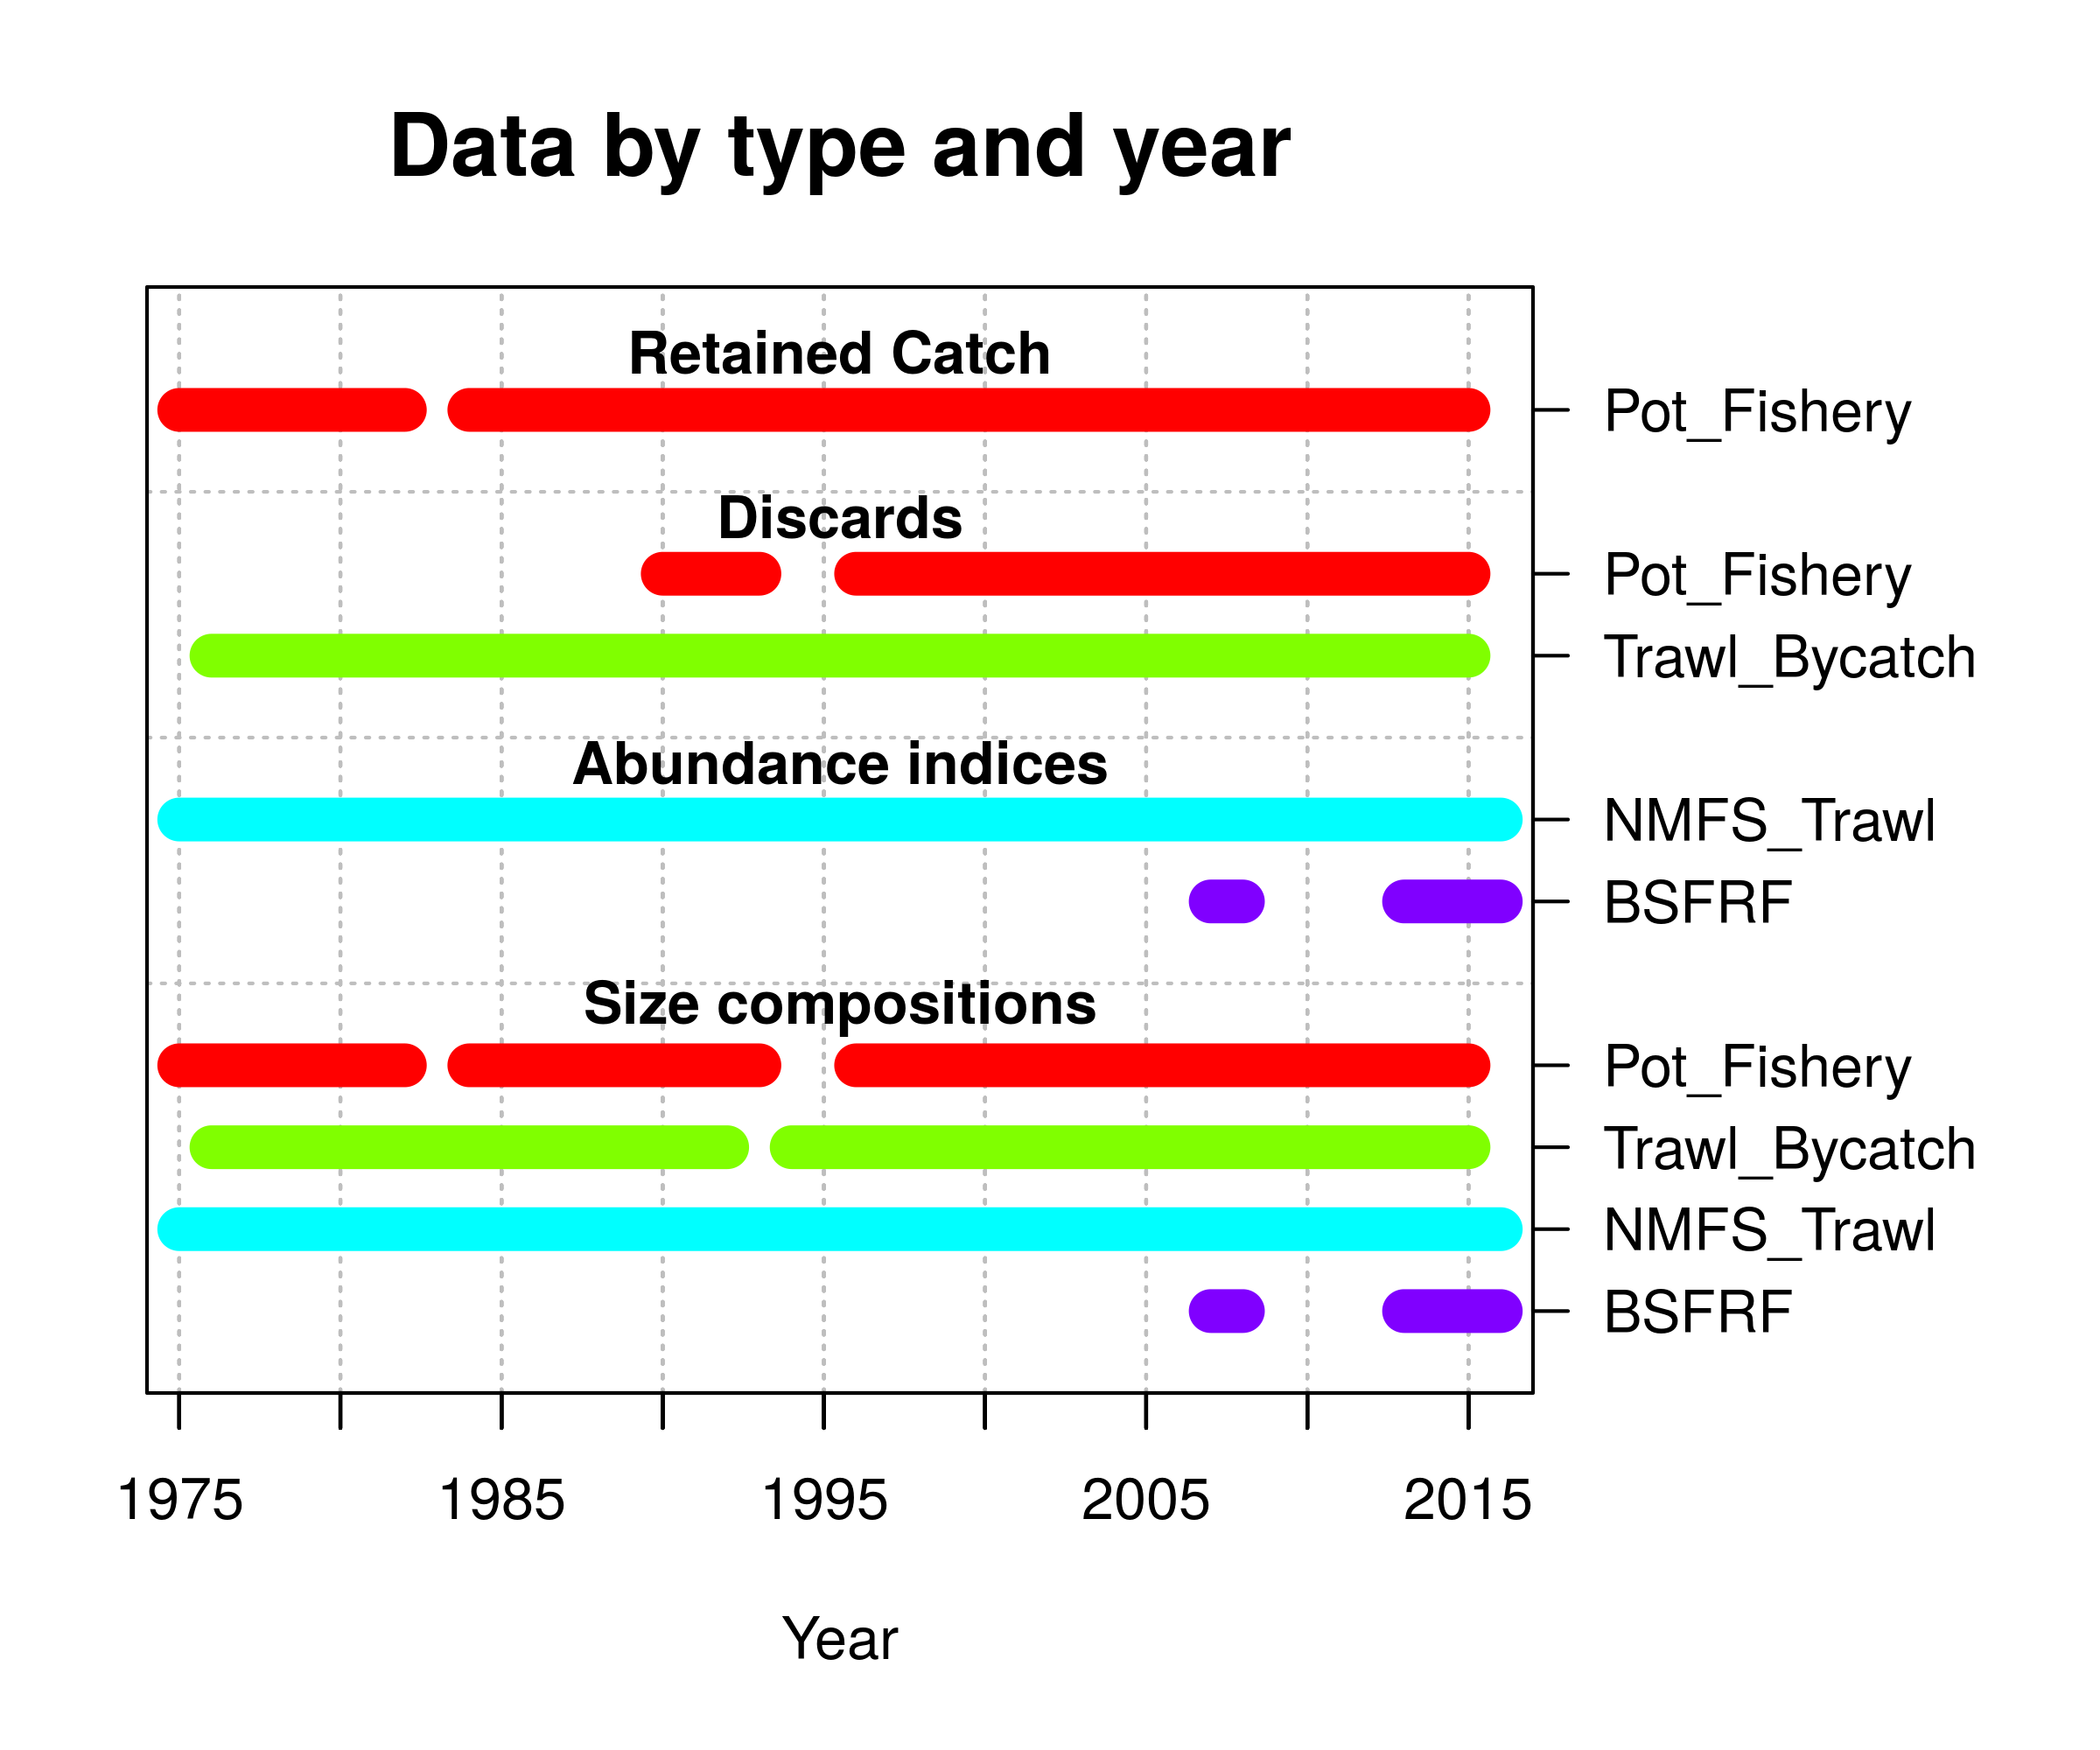 Data by type and year
Retained Catch
Pot_Fishery
Discards
Pot_Fishery
Trawl_Bycatch
Abundance indices
NMFS_Trawl
BSFRF
Size compositions
Pot_Fishery
Trawl_Bycatch
NMFS_Trawl
BSFRF
1975 1985 1995 2005 2015
Year